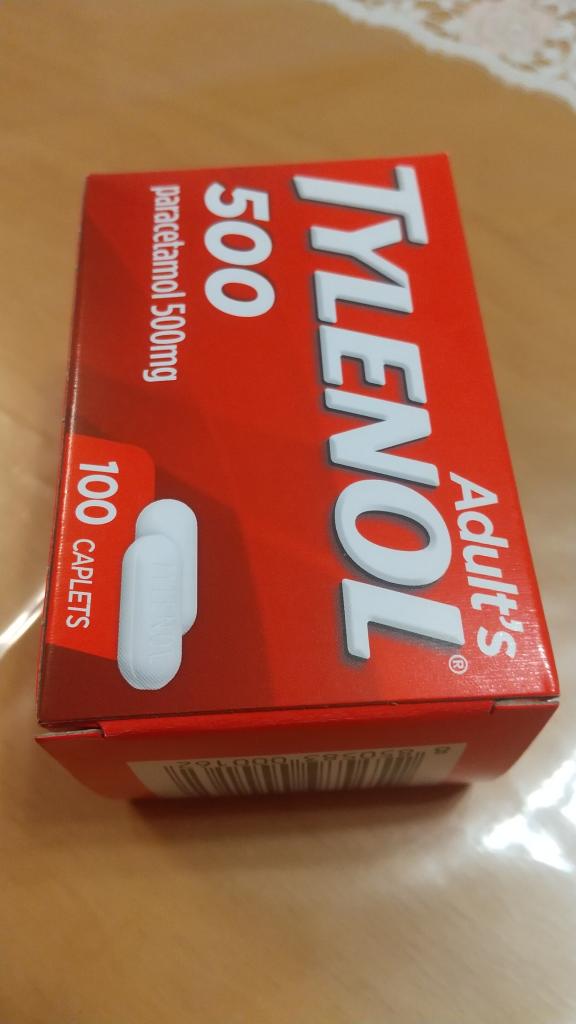 Adult's
TYLENOL®
500
paracetamol 500mg
100 CAPLETS